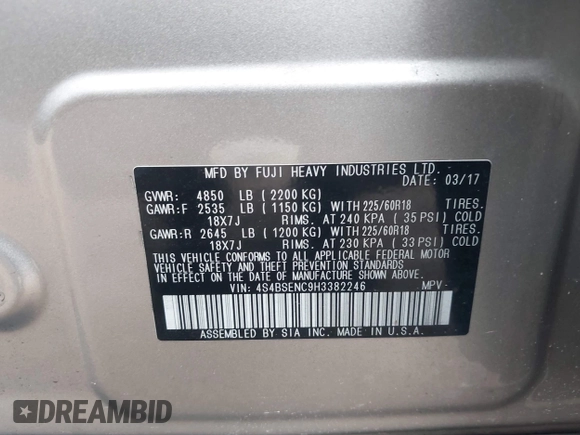 MFD BY FUJI HEAVY INDUSTRIES LTD.
DATE: 03/17
GVWR: 4850 LB (2200 KG)
GAWR:F 2535 LB (1150 KG) WITH 225/60R18 TIRES.
18X7J RIMS. AT 240 KPA (35 PSI) COLD
GAWR:R 2645 LB (1200 KG) WITH 225/60R18 TIRES.
18X7J RIMS. AT 230 KPA (33 PSI) COLD
THIS VEHICLE CONFORMS TO ALL APPLICABLE FEDERAL MOTOR
VEHICLE SAFETY AND THEFT PREVENTION STANDARDS
IN EFFECT ON THE DATE OF MANUFACTURE SHOWN ABOVE.
VIN: 4S4BSENC9H3382246 MPV
ASSEMBLED BY SIA INC. MADE IN U.S.A.
DREAMBID